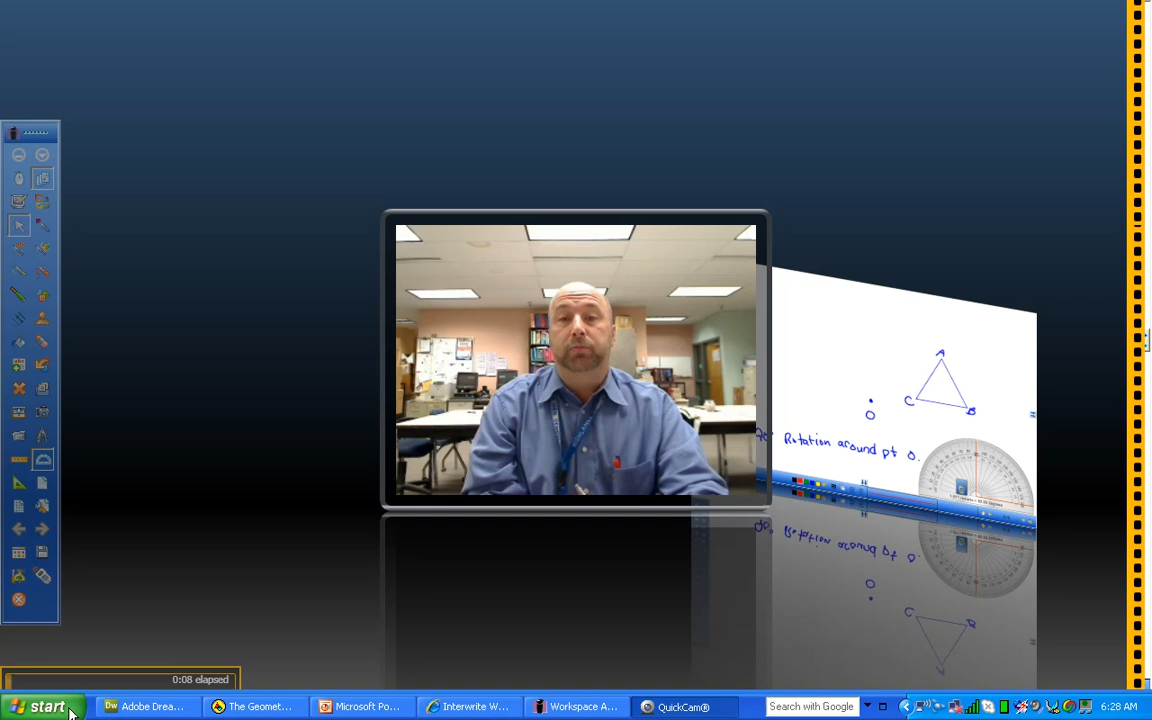 A
C
B
O
Rotation around pt O.
0:08 elapsed
start
Adobe Drea...
The Geomet...
Microsoft Po...
Interwrite W...
Workspace A...
QuickCam®
Search with Google
6:28 AM